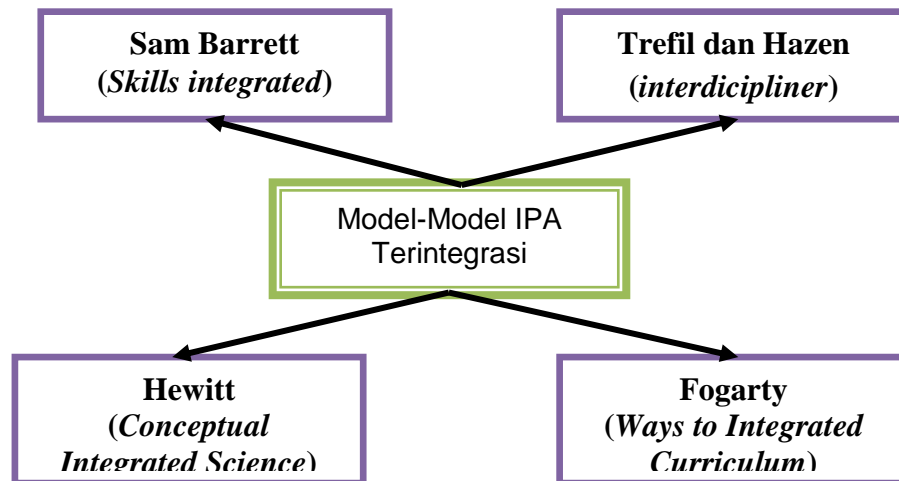 Sam Barrett
(Skills integrated)
Trefil dan Hazen
(interdicipliner)
Model-Model IPA
Terintegrasi
Hewitt
(Conceptual
Integrated Science)
Fogarty
(Ways to Integrated
Curriculum)